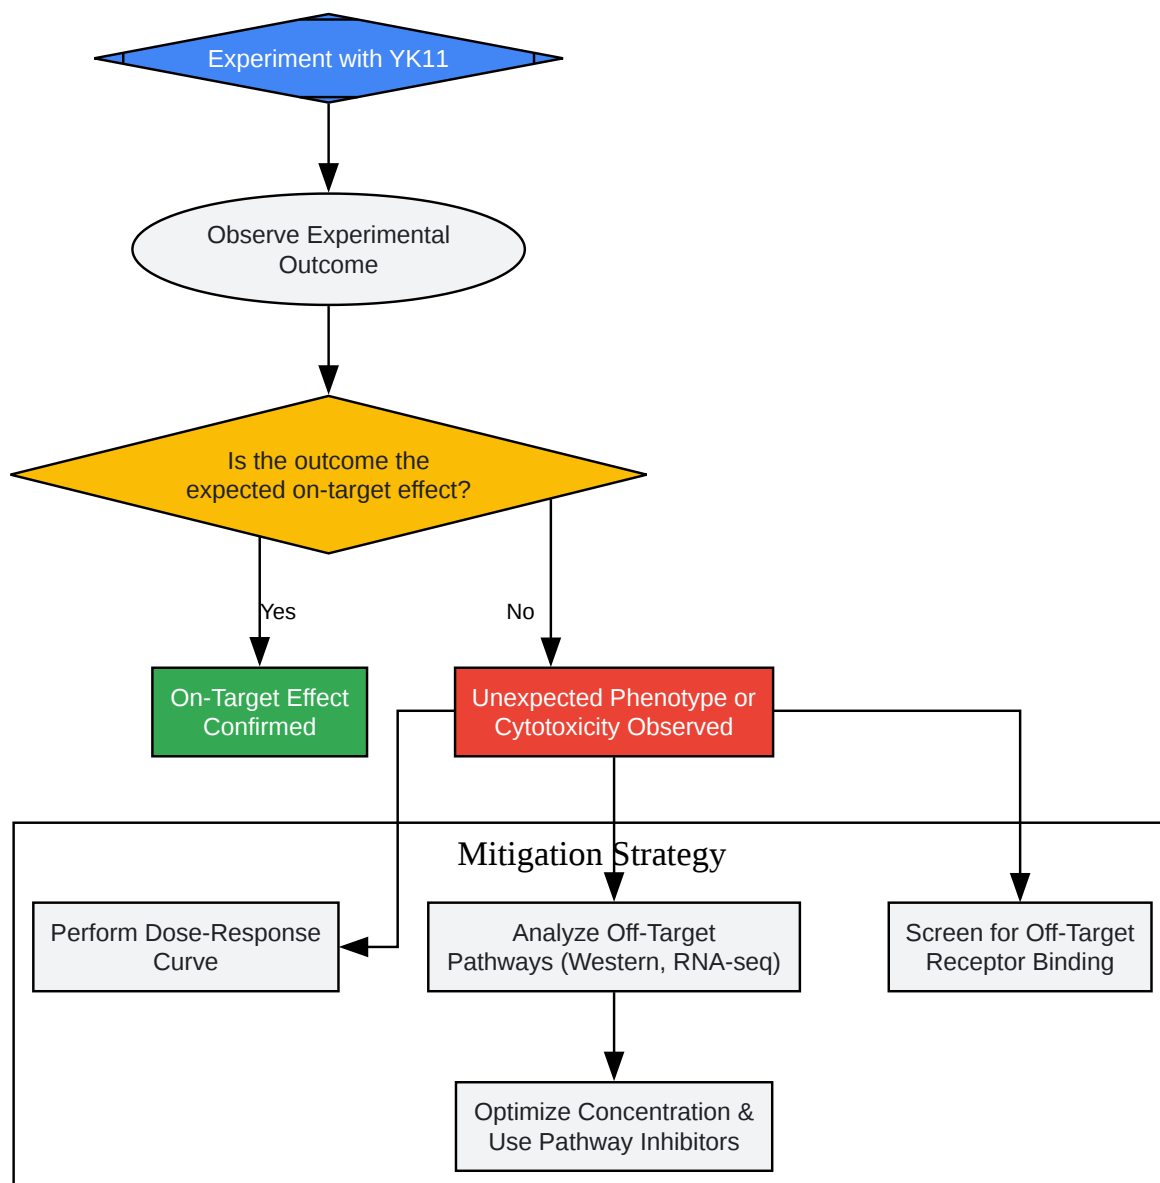 Experiment with YK11
Observe Experimental
Outcome
Is the outcome the
expected on-target effect?
Yes
No
On-Target Effect
Confirmed
Unexpected Phenotype or
Cytotoxicity Observed
Mitigation Strategy
Perform Dose-Response
Curve
Analyze Off-Target
Pathways (Western, RNA-seq)
Screen for Off-Target
Receptor Binding
Optimize Concentration &
Use Pathway Inhibitors